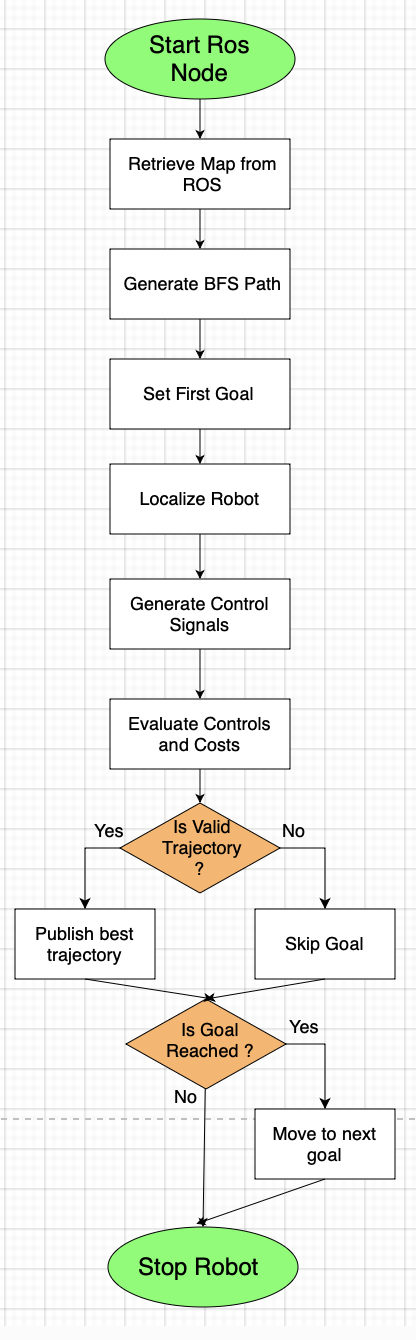 Start Ros
Node
Retrieve Map from
ROS
Generate BFS Path
Set First Goal
Localize Robot
Generate Control
Signals
Evaluate Controls
and Costs
Is Valid
Trajectory
?
Yes
No
Publish best
trajectory
Skip Goal
Is Goal
Reached ?
Yes
No
Move to next
goal
Stop Robot